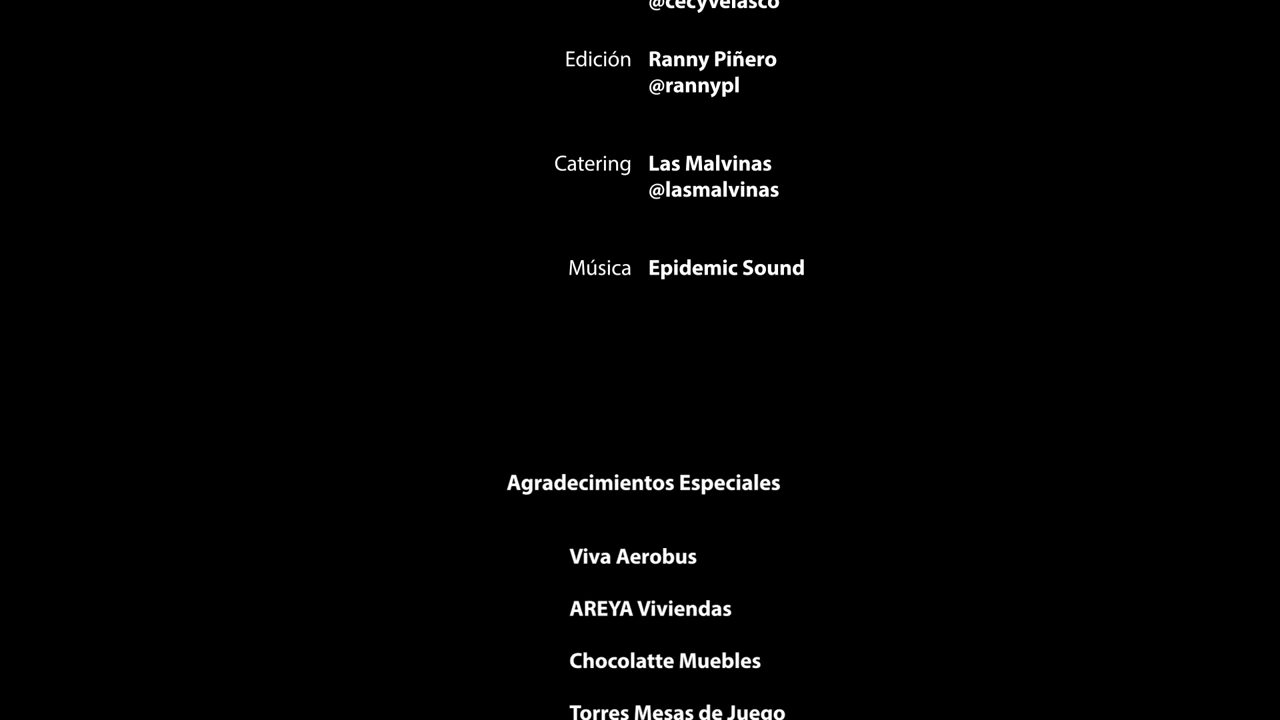 @cecyvelasco
Edición Ranny Piñero
@rannypl
Catering Las Malvinas
@lasmalvinas
Música Epidemic Sound
Agradecimientos Especiales
Viva Aerobus
AREYA Viviendas
Chocolatte Muebles
Torres Mesas de Juego